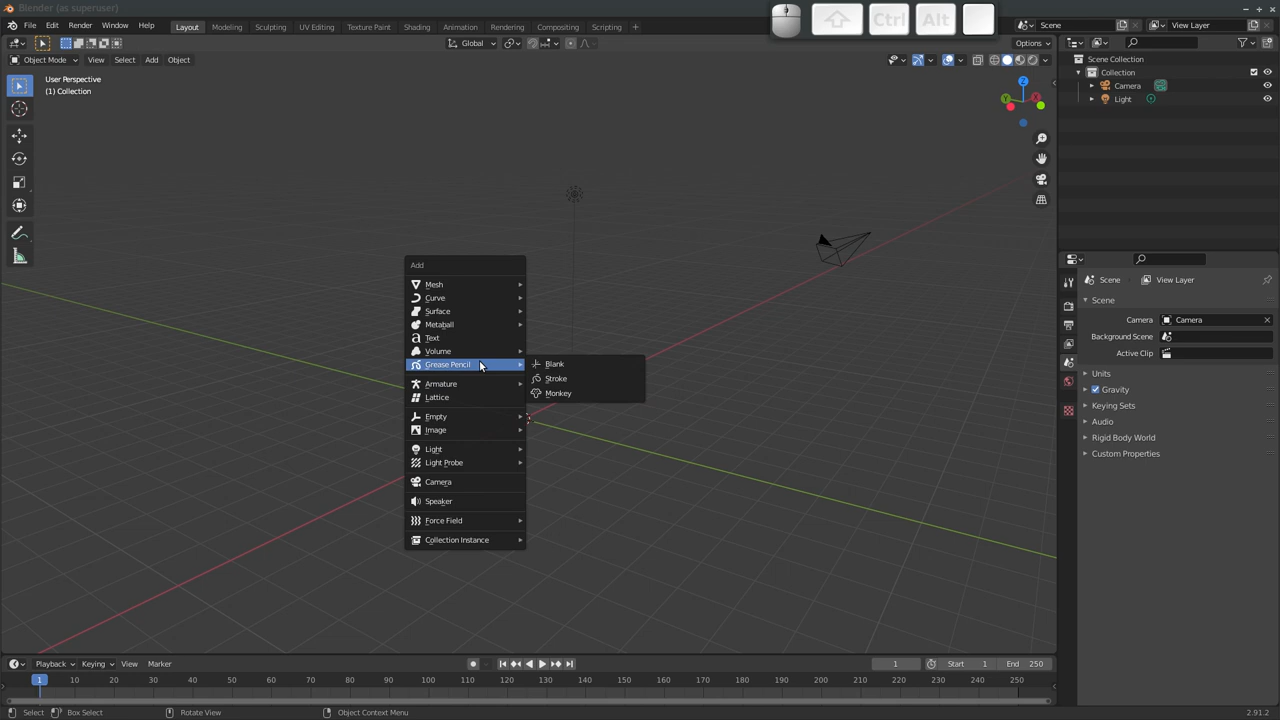 Blender (as superuser)
File Edit Render Window Help
Layout Modeling Sculpting UV Editing Texture Paint Shading Animation Rendering Compositing Scripting +
Ctrl Alt
Scene View Layer
Global Options
Object Mode View Select Add Object
User Perspective
(1) Collection
Z
Y
X
Scene Collection
Collection
Camera
Light
Add
Mesh
Curve
Surface
Metaball
Text
Volume
Grease Pencil
Armature
Lattice
Empty
Image
Light
Light Probe
Camera
Speaker
Force Field
Collection Instance
Blank
Stroke
Monkey
Scene View Layer
Scene
Camera Camera
Background Scene
Active Clip
Units
Gravity
Keying Sets
Audio
Rigid Body World
Custom Properties
Playback Keying View Marker 1 Start 1 End 250
1 10 20 30 40 50 60 70 80 90 100 110 120 130 140 150 160 170 180 190 200 210 220 230 240 250
Select Box Select Rotate View Object Context Menu 2.91.2